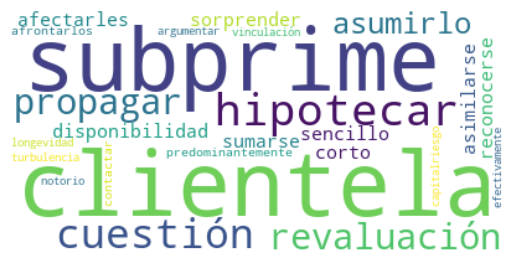 afectarles sorprender asumirlo
afrontarlos argumentar vinculación
subprime
propagar hipotecar
asimilarse
reconocerse
disponibilidad sumarse sencillo
longevidad predominantemente corto
turbulencia
contactar
capitalriesgo
efectivamente
notorio
clientela
cuestión revaluación